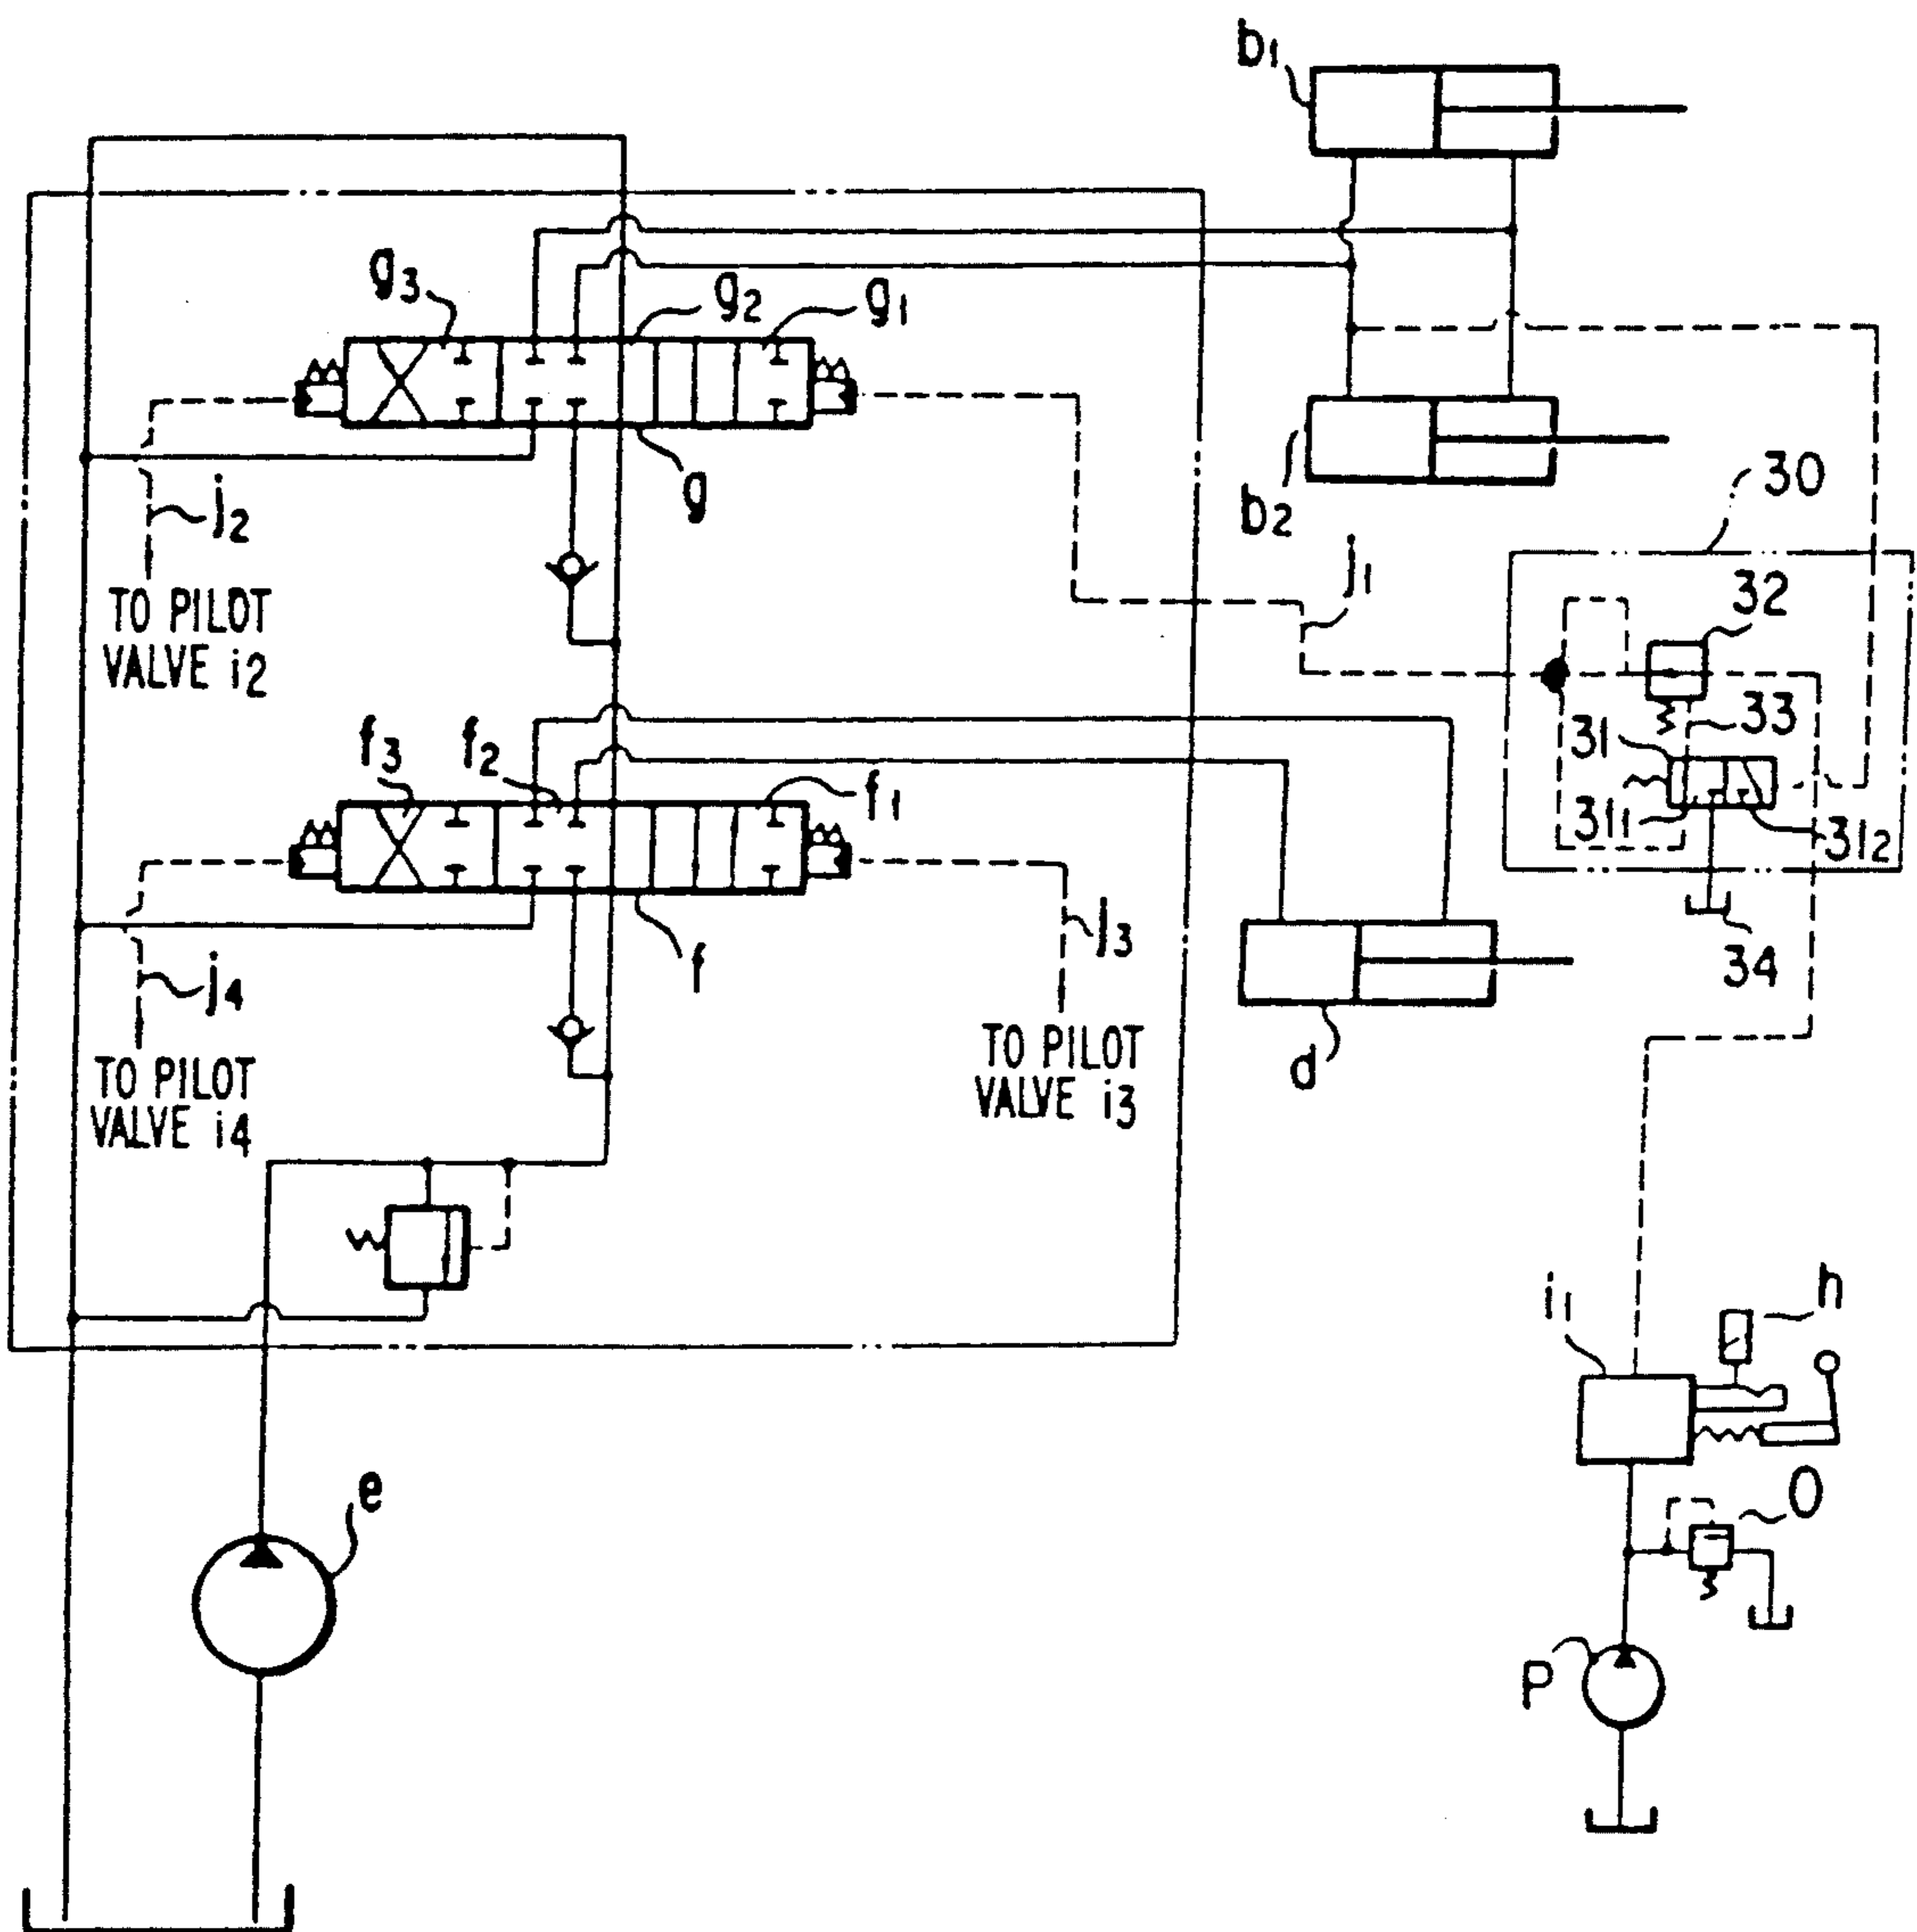 b1
g3
g2
g1
g
j2
TO PILOT
VALVE i2
b2
30
j1
32
33
31
311
312
34
f3
f2
f1
f
j4
j3
TO PILOT
VALVE i4
TO PILOT
VALVE i3
d
i1
h
e
O
P